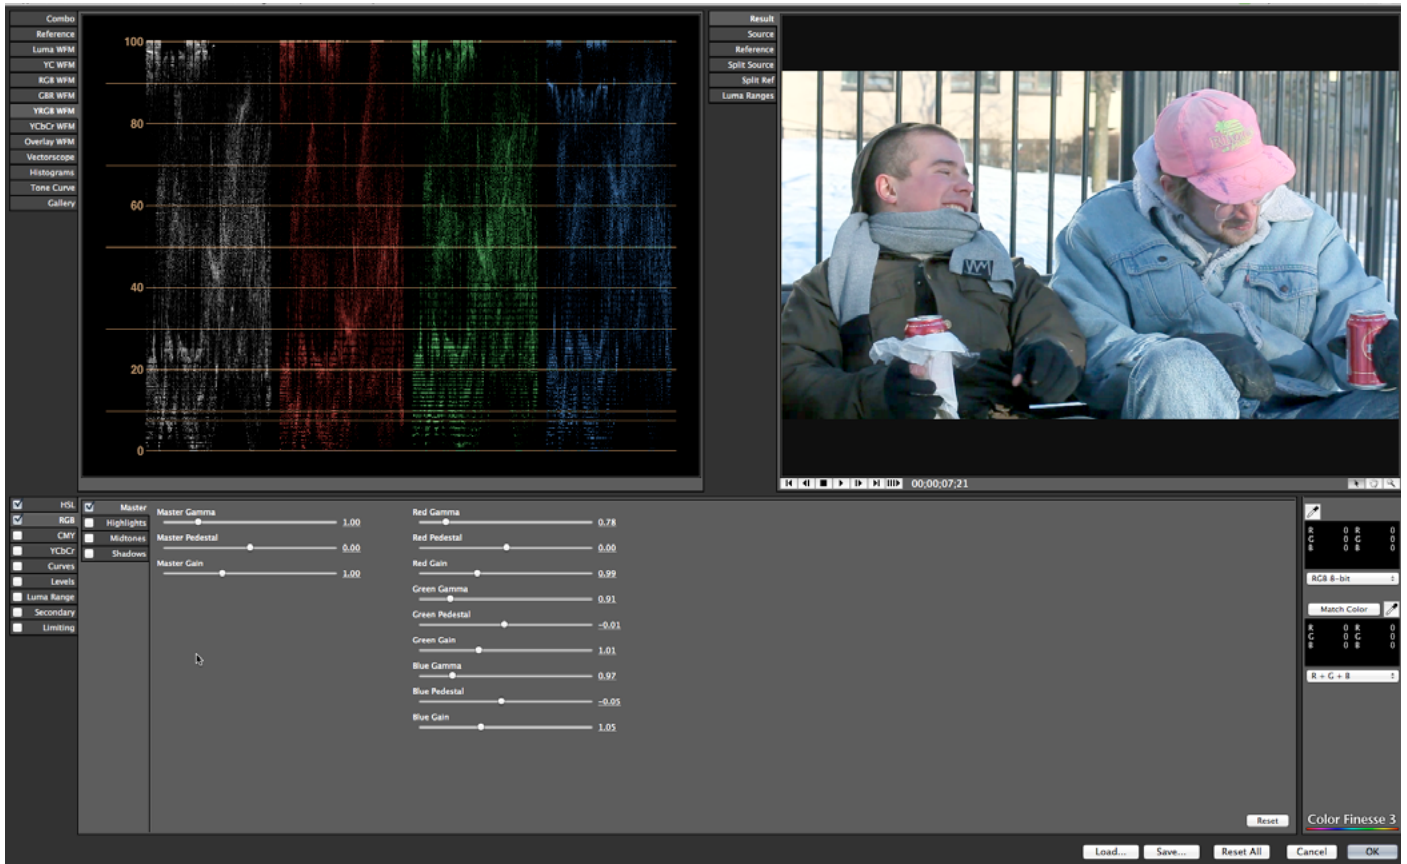 Combo
Reference
Luma WFM
YC WFM
RGB WFM
GBR WFM
YRGB WFM
YCbCr WFM
Overlay WFM
Vectorscope
Histograms
Tone Curve
Gallery
100
80
60
40
20
0
Result
Source
Reference
Split Source
Split Ref
Luma Ranges
WM
00;00;07;21
HSL
RGB
CMY
YCbCr
Curves
Levels
Luma Range
Secondary
Limiting
Master
Highlights
Midtones
Shadows
Master Gamma 1.00
Master Pedestal 0.00
Master Gain 1.00
Red Gamma 0.78
Red Pedestal 0.00
Red Gain 0.99
Green Gamma 0.91
Green Pedestal -0.01
Green Gain 1.01
Blue Gamma 0.97
Blue Pedestal -0.05
Blue Gain 1.05
Reset
R 0 R 0
G 0 G 0
B 0 B 0
RGB 8-bit
Match Color
R 0 R 0
G 0 G 0
B 0 B 0
R + G + B
Color Finesse 3
Load... Save... Reset All Cancel OK